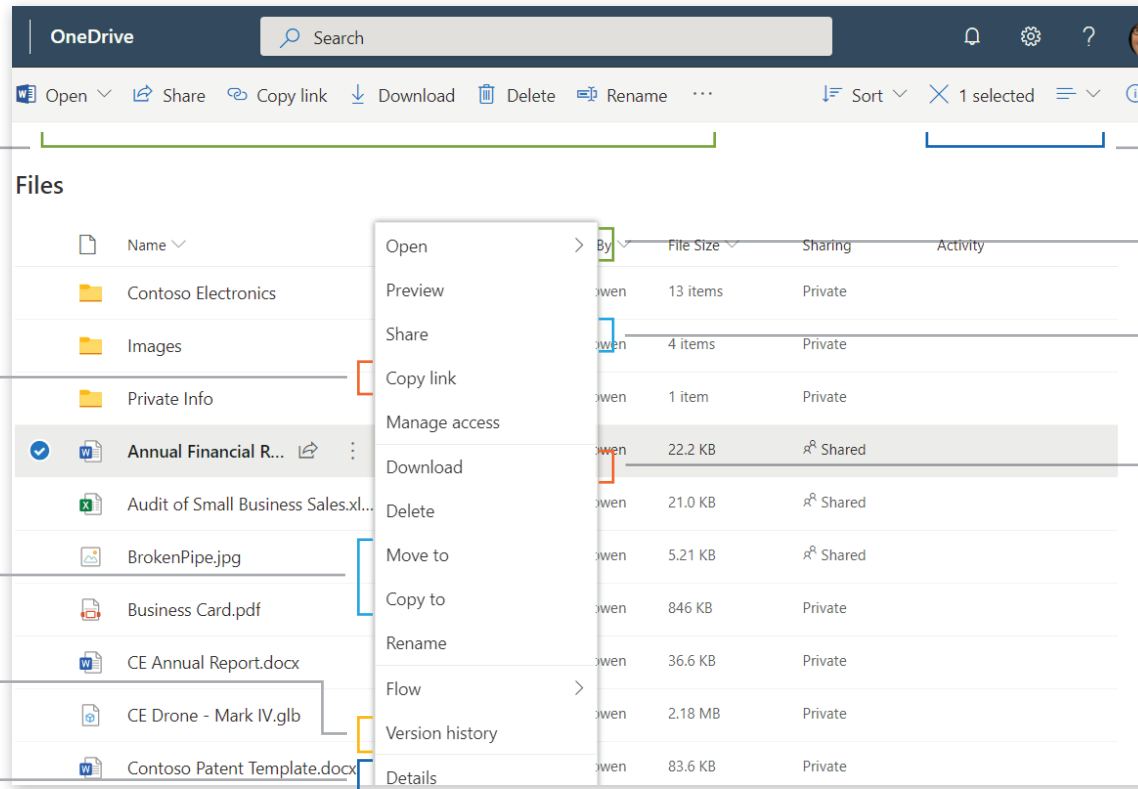 OneDrive Search ?
Open Share Copy link Download Delete Rename ... Sort 1 selected
Files
Name By File Size Sharing Activity
Contoso Electronics 13 items Private
Images 4 items Private
Private Info 1 item Private
Annual Financial R... 22.2 KB Shared
Audit of Small Business Sales.xl... 21.0 KB Shared
BrokenPipe.jpg 5.21 KB Shared
Business Card.pdf 846 KB Private
CE Annual Report.docx 36.6 KB Private
CE Drone - Mark IV.glb 2.18 MB Private
Contoso Patent Template.docx 83.6 KB Private
Open
Preview
Share
Copy link
Manage access
Download
Delete
Move to
Copy to
Rename
Flow
Version history
Details